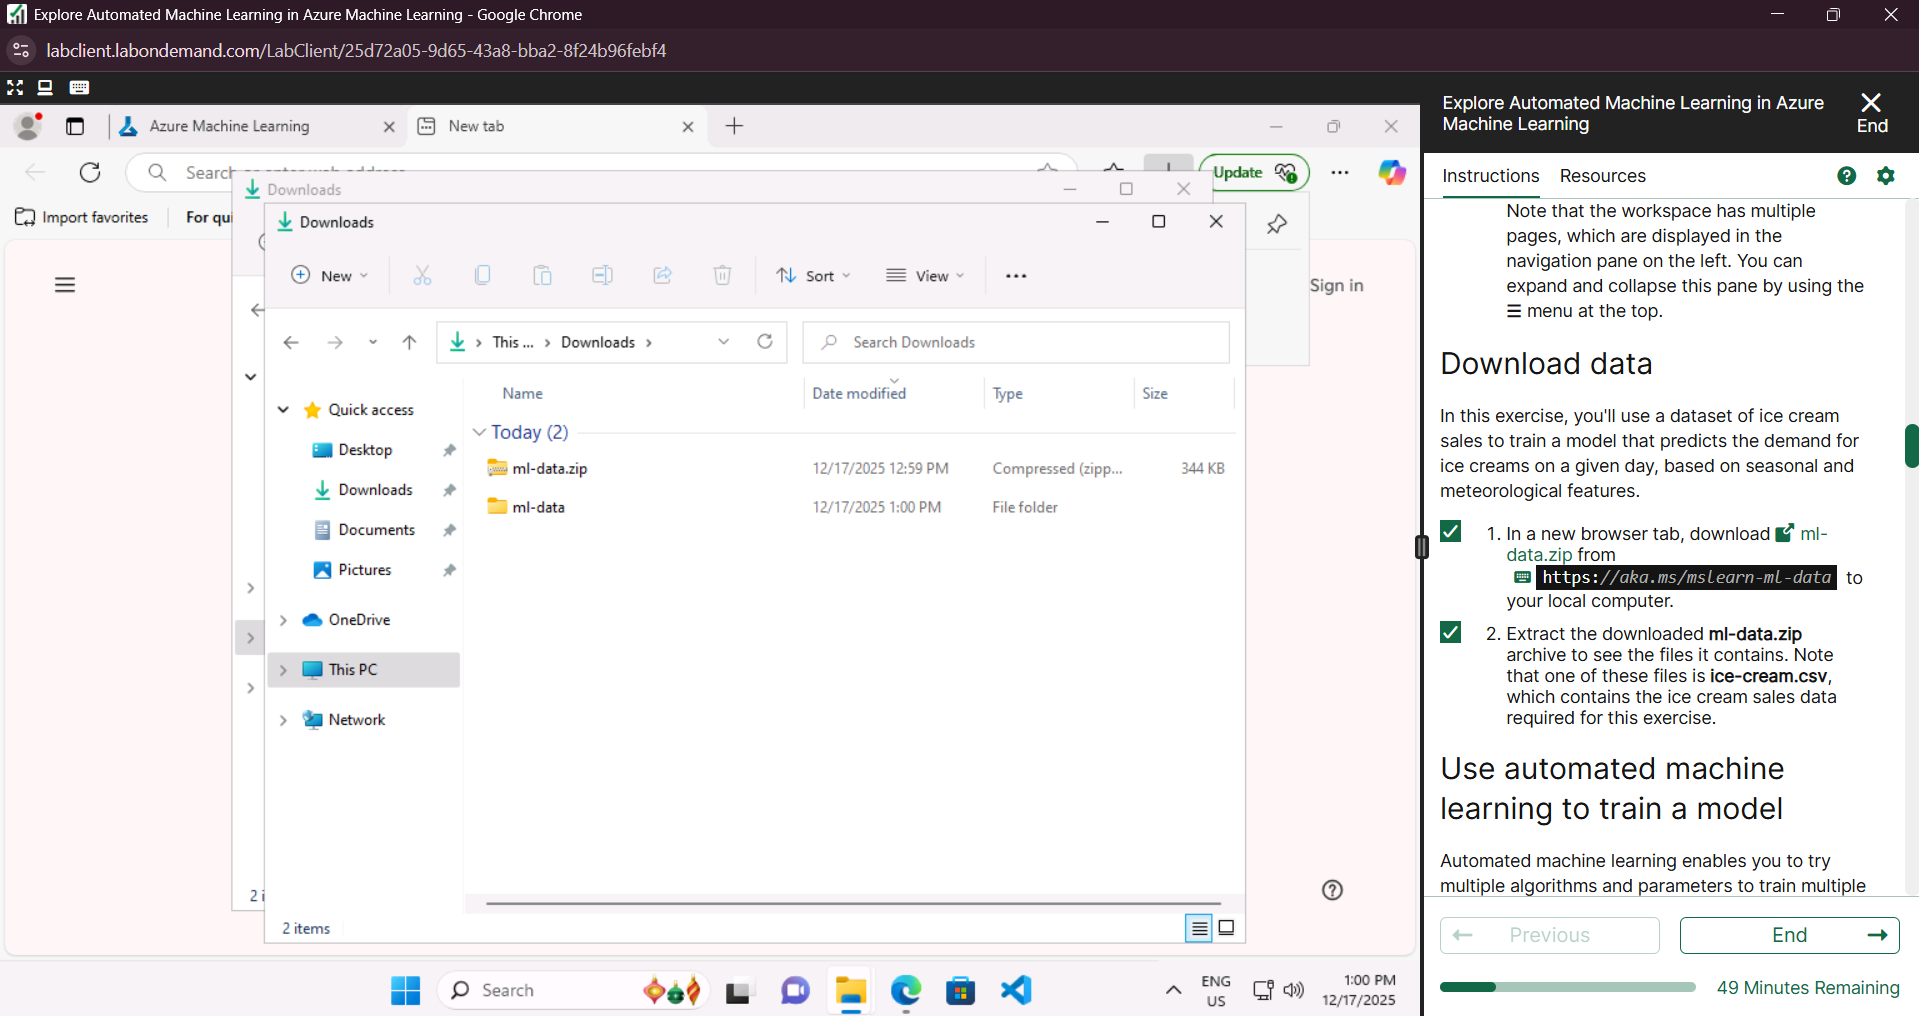 Explore Automated Machine Learning in Azure Machine Learning - Google Chrome
labclient.labondemand.com/LabClient/25d72a05-9d65-43a8-bba2-8f24b96febf4
Azure Machine Learning
New tab
Update
Import favorites
For qui
Sign in
Downloads
Downloads
New
Sort
View
This ...
Downloads
Search Downloads
Name
Date modified
Type
Size
Quick access
Desktop
Downloads
Documents
Pictures
OneDrive
This PC
Network
Today (2)
ml-data.zip 12/17/2025 12:59 PM Compressed (zipp... 344 KB
ml-data 12/17/2025 1:00 PM File folder
2 i
2 items
Search
ENG
US
1:00 PM
12/17/2025
Explore Automated Machine Learning in Azure
Machine Learning
End
Instructions
Resources
Note that the workspace has multiple
pages, which are displayed in the
navigation pane on the left. You can
expand and collapse this pane by using the
☰ menu at the top.
Download data
In this exercise, you'll use a dataset of ice cream
sales to train a model that predicts the demand for
ice creams on a given day, based on seasonal and
meteorological features.
1. In a new browser tab, download ml-
data.zip from
https://aka.ms/mslearn-ml-data to
your local computer.
2. Extract the downloaded ml-data.zip
archive to see the files it contains. Note
that one of these files is ice-cream.csv,
which contains the ice cream sales data
required for this exercise.
Use automated machine
learning to train a model
Automated machine learning enables you to try
multiple algorithms and parameters to train multiple
Previous
End
49 Minutes Remaining